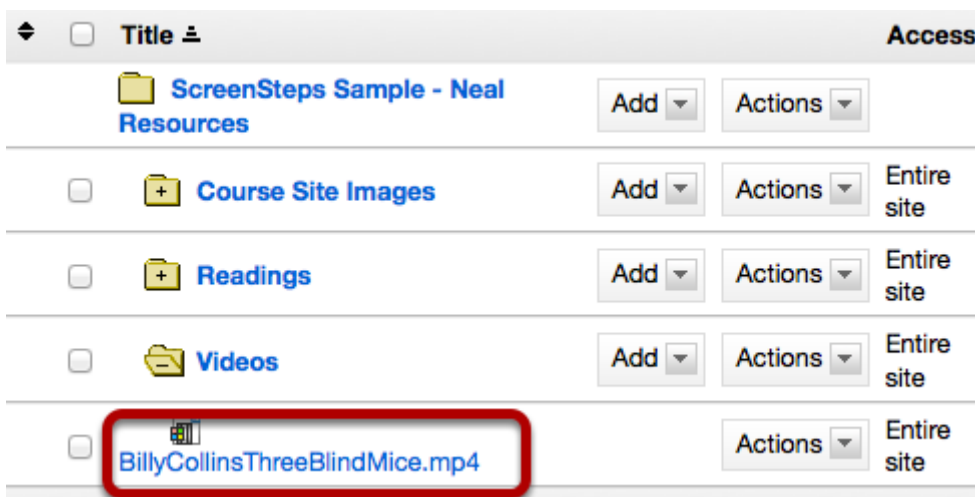 Title Access
ScreenSteps Sample - Neal
Resources
Add Actions
Course Site Images Add Actions Entire
site
Readings Add Actions Entire
site
Videos Add Actions Entire
site
BillyCollinsThreeBlindMice.mp4 Actions Entire
site